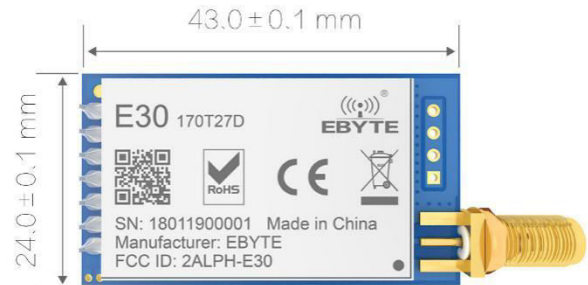 43.0±0.1 mm
24.0±0.1 mm
E30 170T27D
EBYTE®
RoHS
CE
SN: 18011900001 Made in China
Manufacturer: EBYTE
FCC ID: 2ALPH-E30